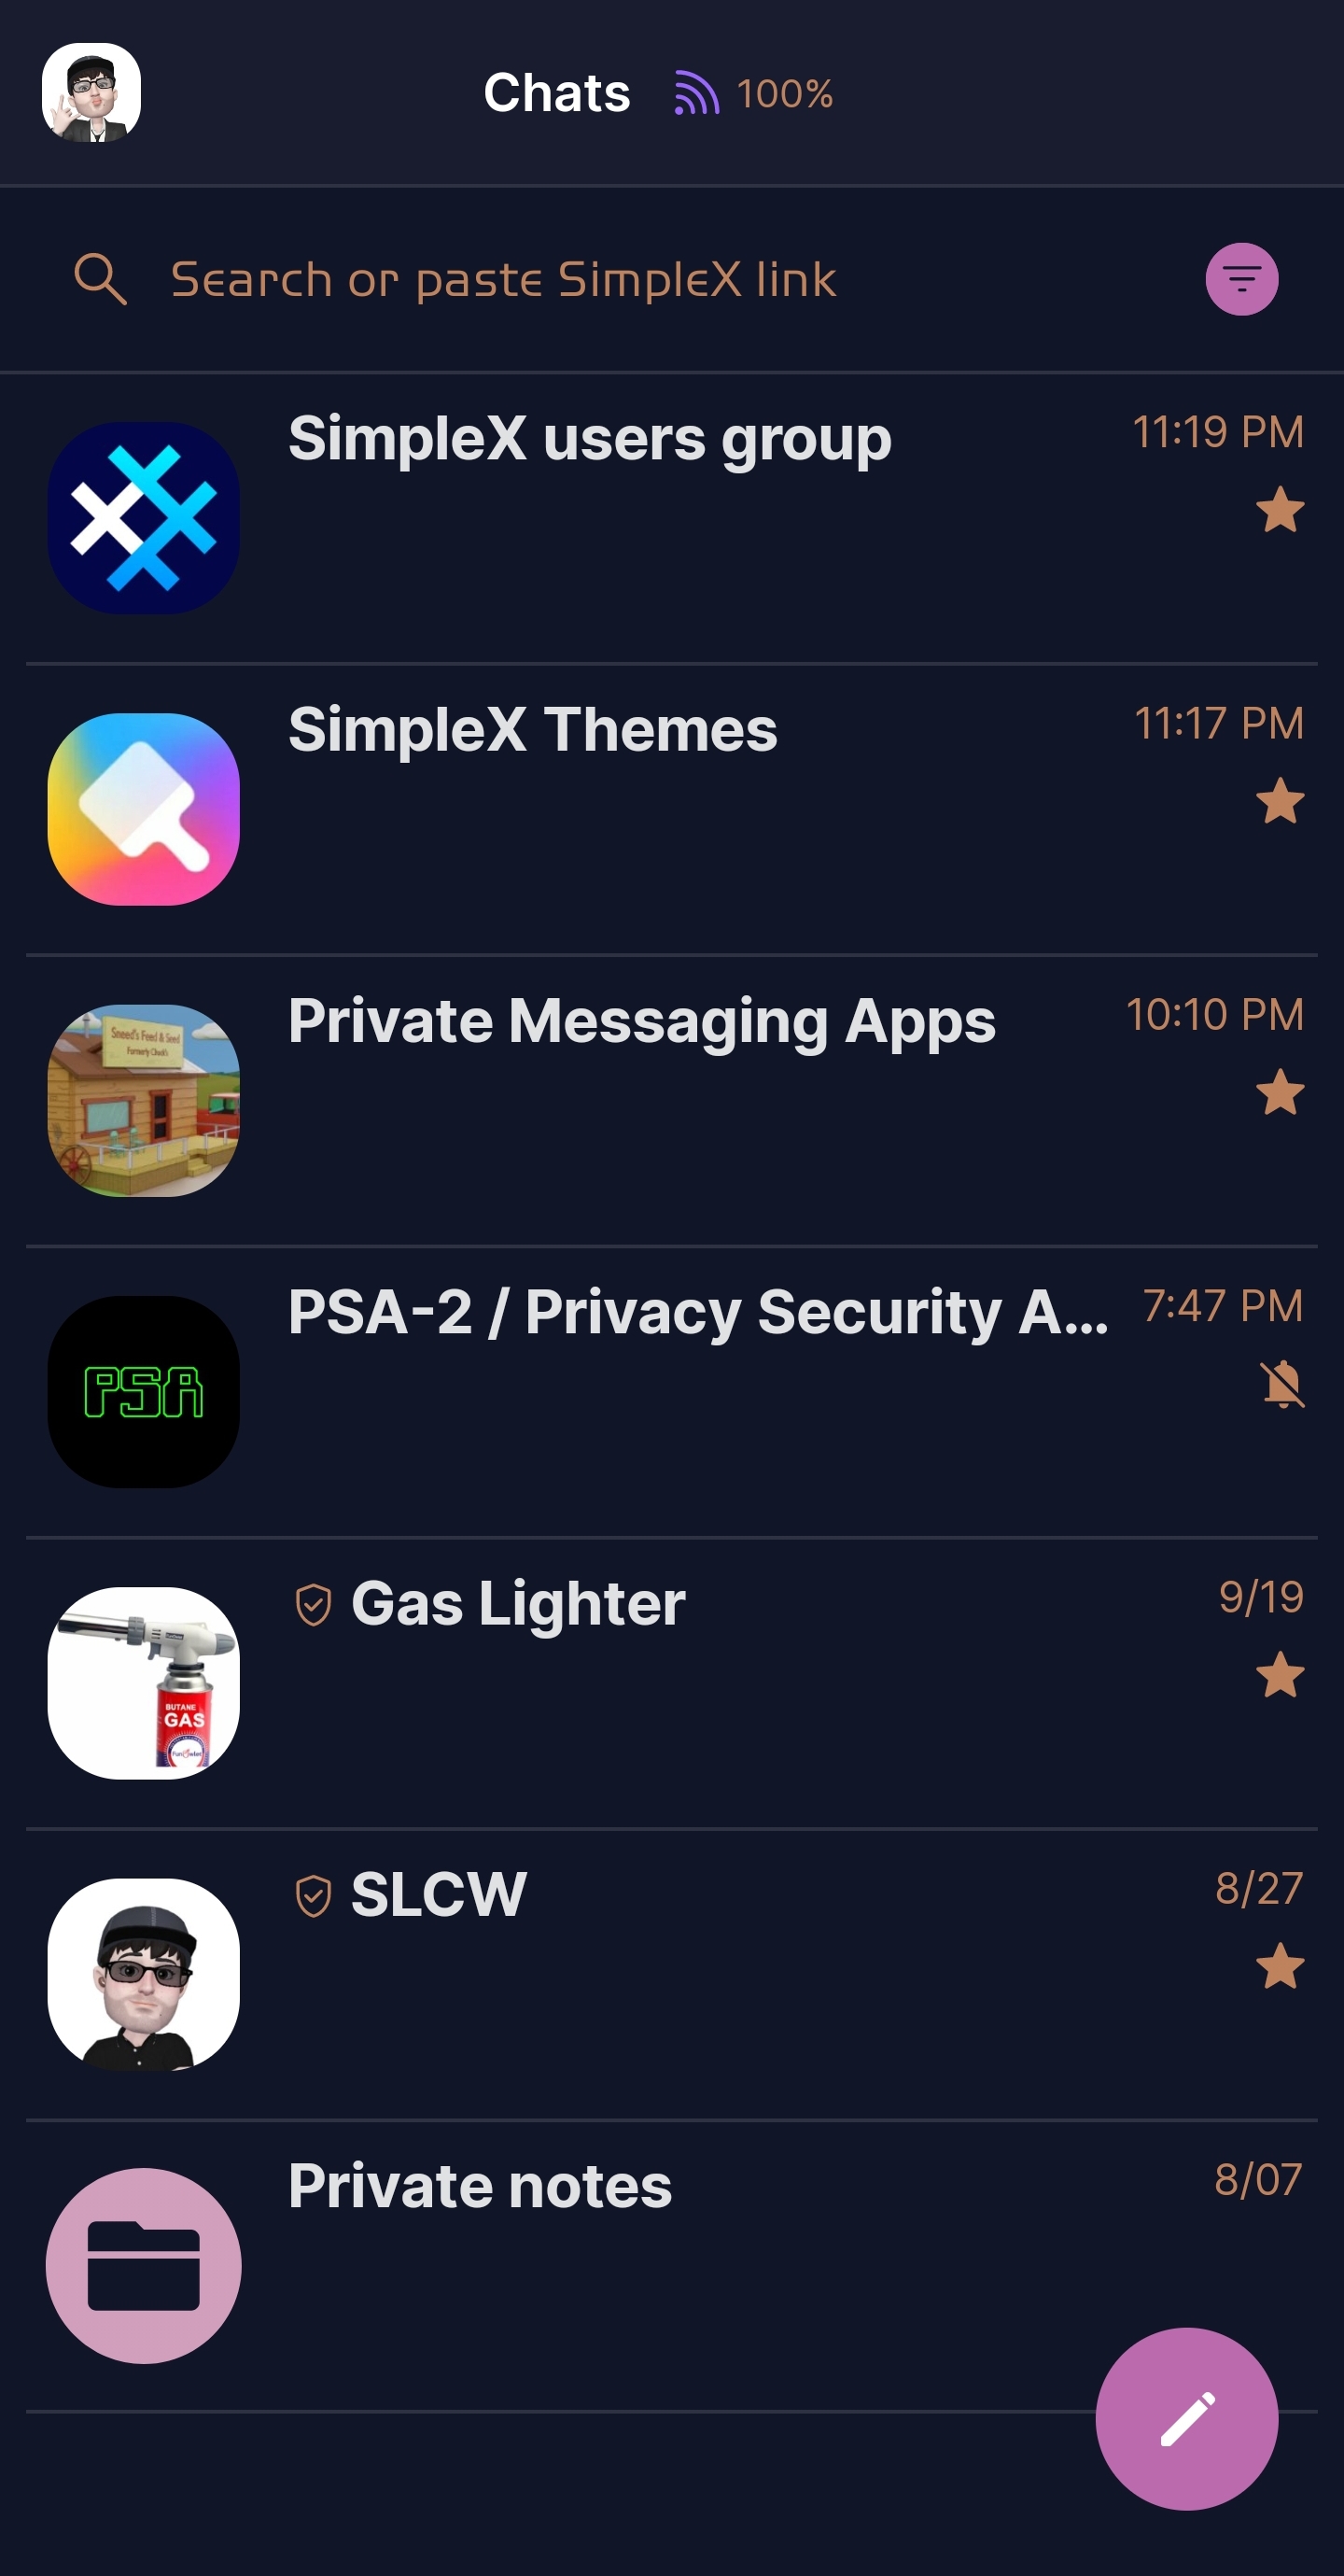 Chats 100%
Search or paste SimpleX link
SimpleX users group 11:19 PM
SimpleX Themes 11:17 PM
Sneed's Feed & Seed
Formerly Chuck's
Private Messaging Apps 10:10 PM
PSA-2 / Privacy Security A... 7:47 PM
PSA
Gas Lighter 9/19
BUTANE
GAS
SLCW 8/27
Private notes 8/07